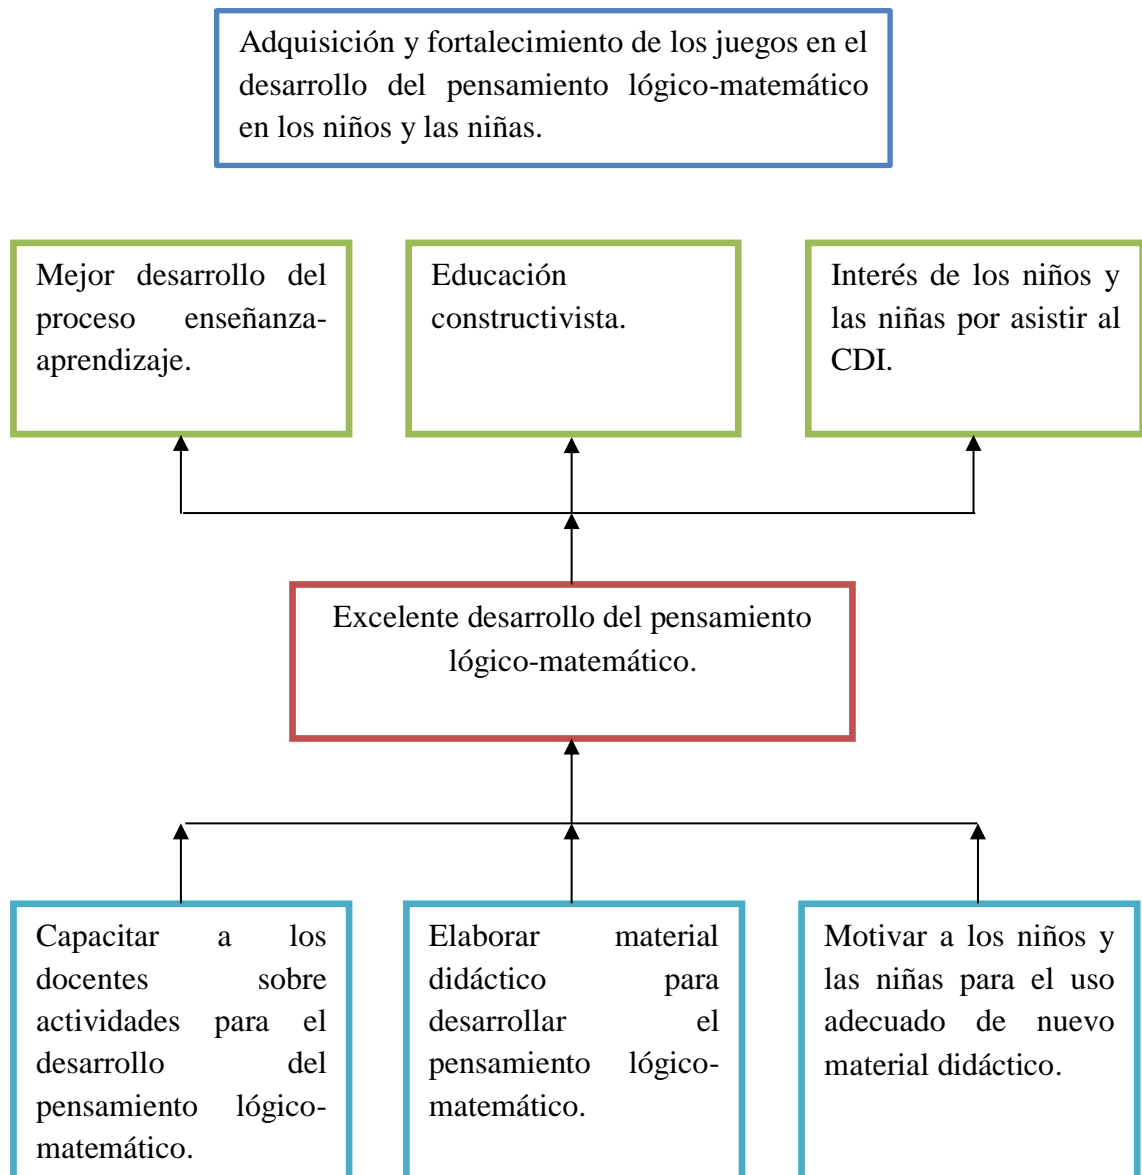 Adquisición y fortalecimiento de los juegos en el
desarrollo del pensamiento lógico-matemático
en los niños y las niñas.
Mejor desarrollo del
proceso enseñanza-
aprendizaje.
Educación
constructivista.
Interés de los niños y
las niñas por asistir al
CDI.
Excelente desarrollo del pensamiento
lógico-matemático.
Capacitar a los
docentes sobre
actividades para el
desarrollo del
pensamiento lógico-
matemático.
Elaborar material
didáctico para
desarrollar el
pensamiento lógico-
matemático.
Motivar a los niños y
las niñas para el uso
adecuado de nuevo
material didáctico.